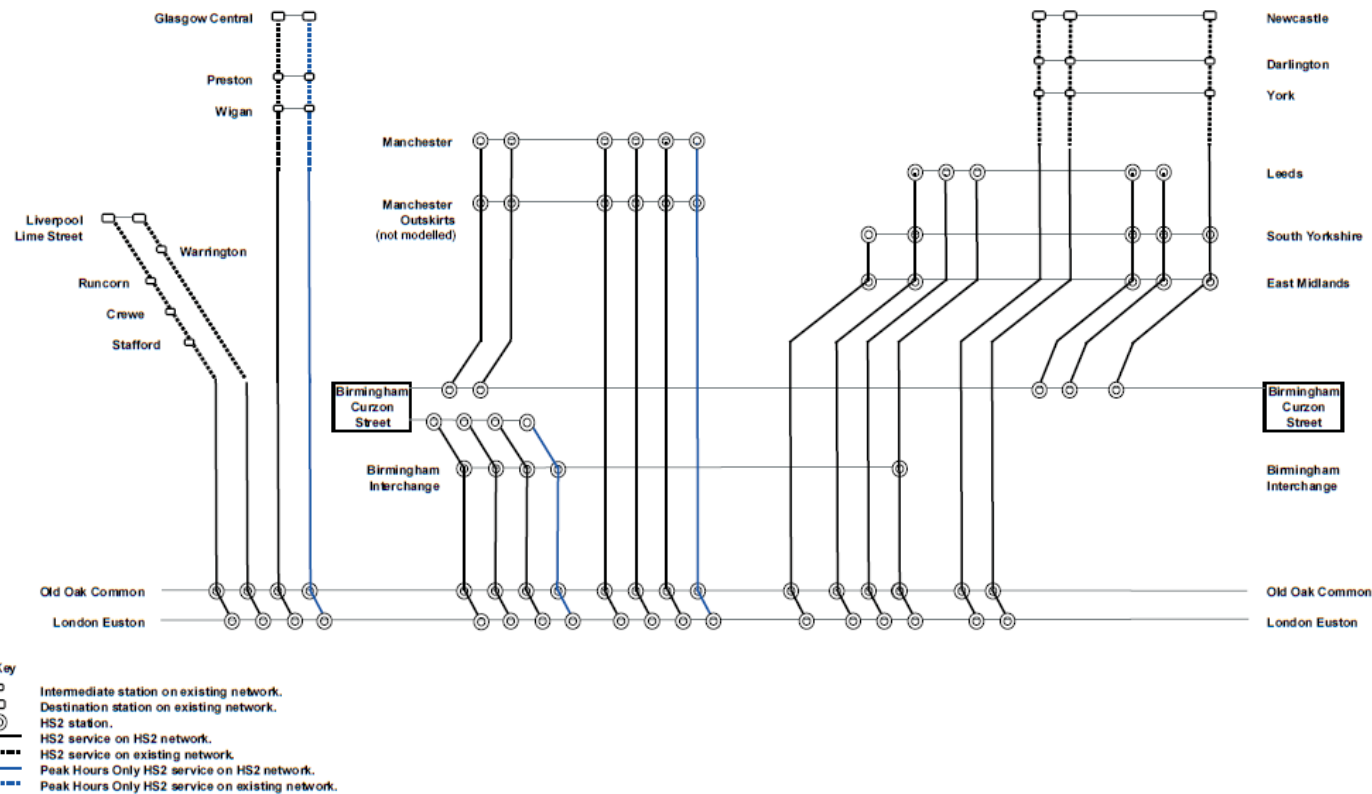 Glasgow Central
Newcastle
Darlington
Preston
York
Wigan
Manchester
Leeds
Manchester
Outskirts
(not modelled)
Liverpool
Lime Street
South Yorkshire
Warrington
Runcorn
East Midlands
Crewe
Stafford
Birmingham
Curzon
Street
Birmingham
Curzon
Street
Birmingham
Interchange
Birmingham
Interchange
Old Oak Common
Old Oak Common
London Euston
London Euston
Key
Intermediate station on existing network.
Destination station on existing network.
HS2 station.
HS2 service on HS2 network.
HS2 service on existing network.
Peak Hours Only HS2 service on HS2 network.
Peak Hours Only HS2 service on existing network.